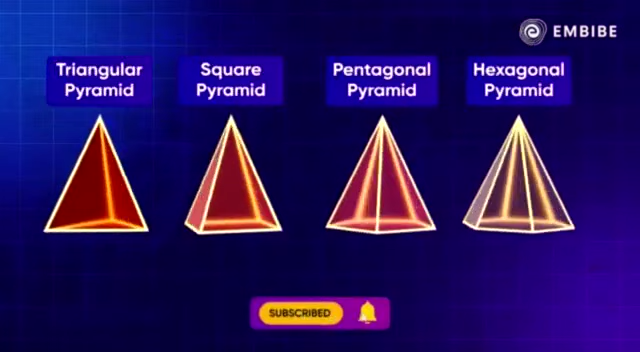 EMBIBE
Triangular
Pyramid
Square
Pyramid
Pentagonal
Pyramid
Hexagonal
Pyramid
SUBSCRIBED